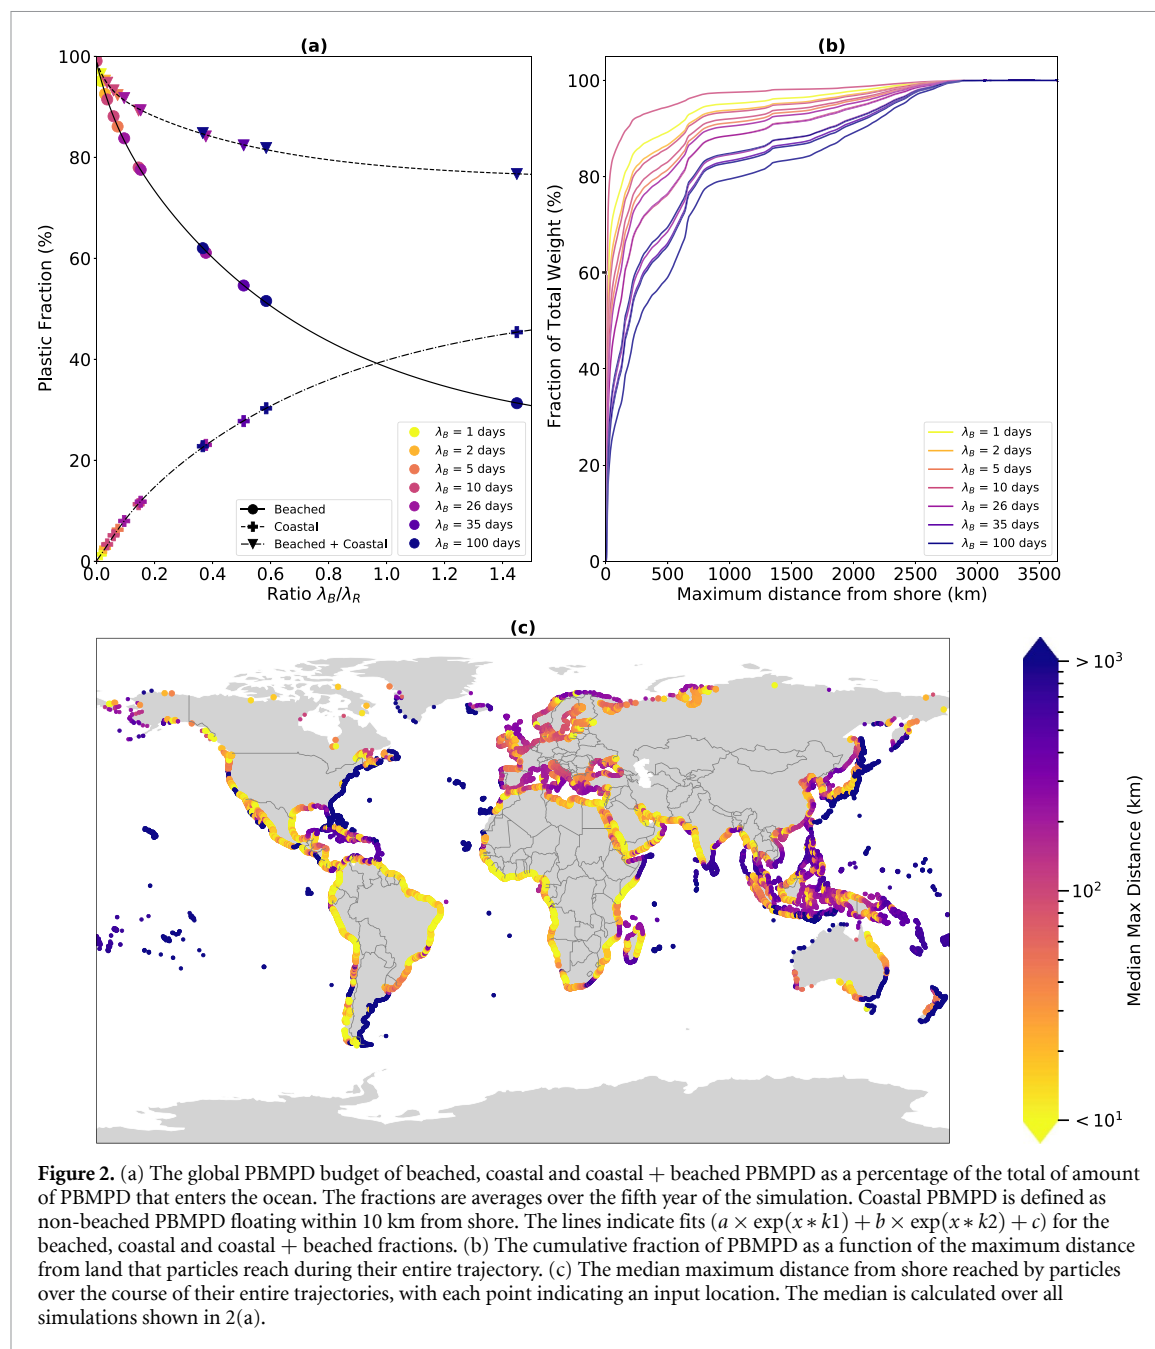 (a)
100
80
60
40
20
0
Plastic Fraction (%)
0.0 0.2 0.4 0.6 0.8 1.0 1.2 1.4
Ratio λB/λR
Beached
Coastal
Beached + Coastal
λB = 1 days
λB = 2 days
λB = 5 days
λB = 10 days
λB = 26 days
λB = 35 days
λB = 100 days
(b)
100
80
60
40
20
0
Fraction of Total Weight (%)
0 500 1000 1500 2000 2500 3000 3500
Maximum distance from shore (km)
λB = 1 days
λB = 2 days
λB = 5 days
λB = 10 days
λB = 26 days
λB = 35 days
λB = 100 days
(c)
> 10³
10²
< 10¹
Median Max Distance (km)
Figure 2. (a) The global PBMPD budget of beached, coastal and coastal + beached PBMPD as a percentage of the total of amount
of PBMPD that enters the ocean. The fractions are averages over the fifth year of the simulation. Coastal PBMPD is defined as
non-beached PBMPD floating within 10 km from shore. The lines indicate fits (a × exp(x ∗ k1) + b × exp(x ∗ k2) + c) for the
beached, coastal and coastal + beached fractions. (b) The cumulative fraction of PBMPD as a function of the maximum distance
from land that particles reach during their entire trajectory. (c) The median maximum distance from shore reached by particles
over the course of their entire trajectories, with each point indicating an input location. The median is calculated over all
simulations shown in 2(a).